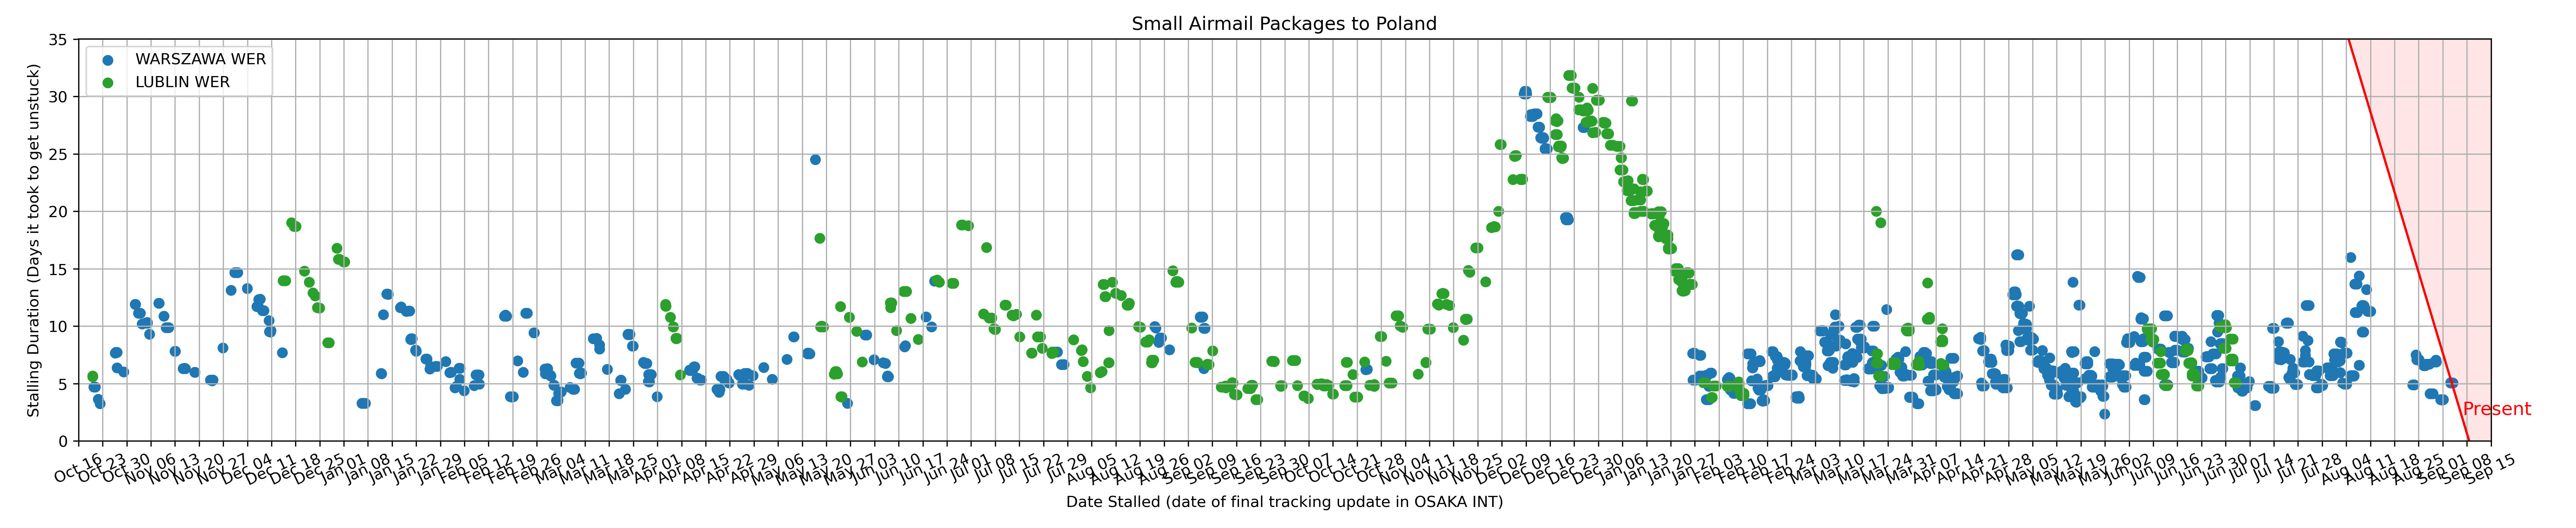 Small Airmail Packages to Poland
WARSZAWA WER
LUBLIN WER
Stalling Duration (Days it took to get unstuck)
35
30
25
20
15
10
5
0
Present
Oct 16 Oct 23 Oct 30 Nov 06 Nov 13 Nov 20 Nov 27 Dec 04 Dec 11 Dec 18 Dec 25 Jan 01 Jan 08 Jan 15 Jan 22 Jan 29 Feb 05 Feb 12 Feb 19 Feb 26 Mar 04 Mar 11 Mar 18 Mar 25 Apr 01 Apr 08 Apr 15 Apr 22 Apr 29 May 06 May 13 May 20 May 27 Jun 03 Jun 10 Jun 17 Jun 24 Jul 01 Jul 08 Jul 15 Jul 22 Jul 29 Aug 05 Aug 12 Aug 19 Aug 26 Sep 02 Sep 09 Sep 16 Sep 23 Sep 30 Oct 07 Oct 14 Oct 21 Oct 28 Nov 04 Nov 11 Nov 18 Nov 25 Dec 02 Dec 09 Dec 16 Dec 23 Dec 30 Jan 06 Jan 13 Jan 20 Jan 27 Feb 03 Feb 10 Feb 17 Feb 24 Mar 03 Mar 10 Mar 17 Mar 24 Mar 31 Apr 07 Apr 14 Apr 21 Apr 28 May 05 May 12 May 19 May 26 Jun 02 Jun 09 Jun 16 Jun 23 Jun 30 Jul 07 Jul 14 Jul 21 Jul 28 Aug 04 Aug 11 Aug 18 Aug 25 Sep 01 Sep 08 Sep 15
Date Stalled (date of final tracking update in OSAKA INT)